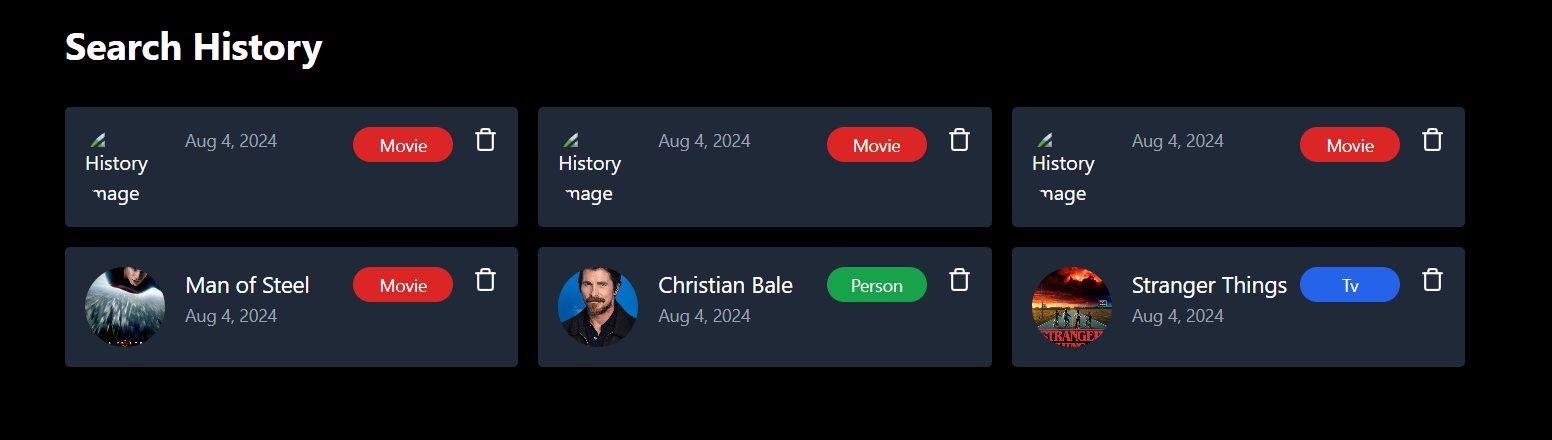 Search History
Aug 4, 2024
Movie
History
mage
Aug 4, 2024
Movie
History
mage
Aug 4, 2024
Movie
History
mage
Man of Steel
Movie
Aug 4, 2024
Christian Bale
Person
Aug 4, 2024
Stranger Things
Tv
Aug 4, 2024
STRANGER